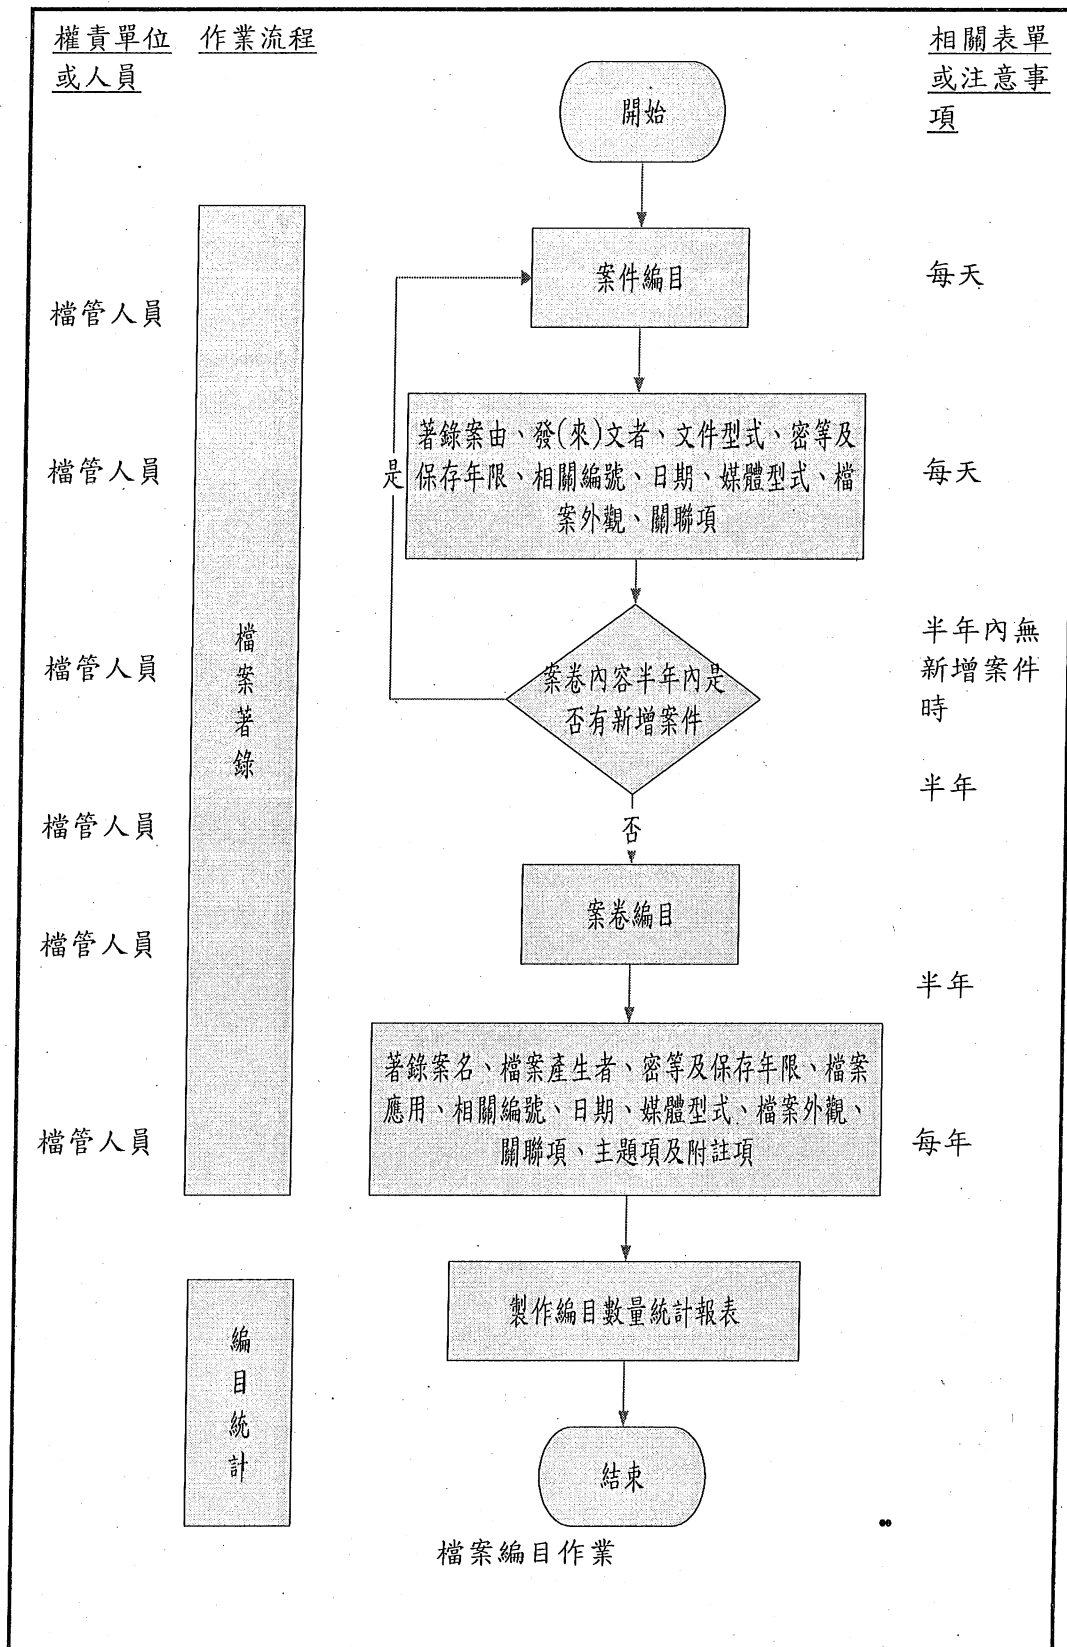 權責單位 作業流程 相關表單
或人員 或注意事
項
開始
案件編目
每天
檔管人員
著錄案由、發(來)文者、文件型式、密等及
保存年限、相關編號、日期、媒體型式、檔
案外觀、關聯項
是
檔管人員
每天
檔案著錄
檔管人員
案卷內容半年內是
否有新增案件
半年內無
新增案件
時
半年
檔管人員
否
案卷編目
檔管人員
半年
著錄案名、檔案產生者、密等及保存年限、檔案
應用、相關編號、日期、媒體型式、檔案外觀、
關聯項、主題項及附註項
檔管人員
每年
製作編目數量統計報表
編目統計
結束
檔案編目作業